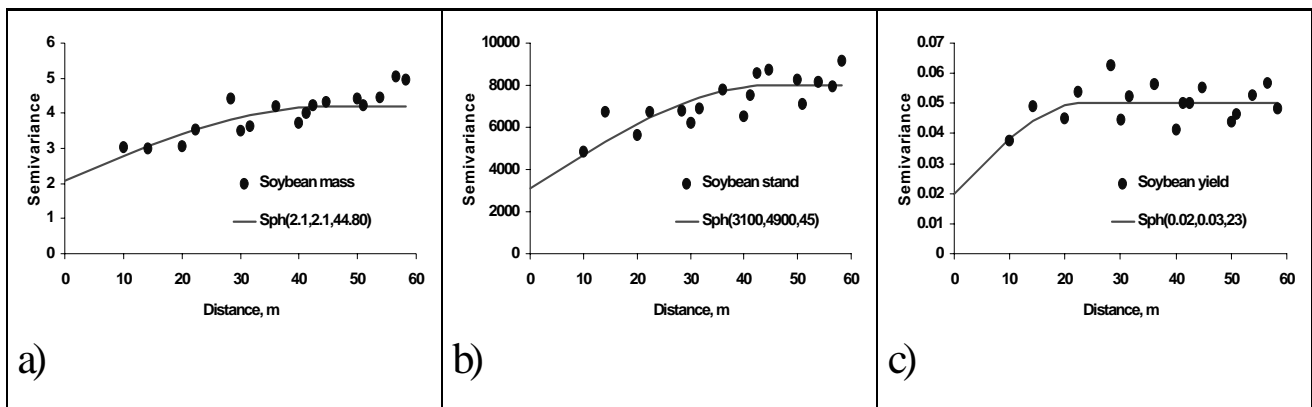 Semivariance
6
5
4
3
2
1
0
Soybean mass
Sph(2.1,2.1,44.80)
0 10 20 30 40 50 60
Distance, m
a)
Semivariance
10000
8000
6000
4000
2000
0
Soybean stand
Sph(3100,4900,45)
0 10 20 30 40 50 60
Distance, m
b)
Semivariance
0.07
0.06
0.05
0.04
0.03
0.02
0.01
0
Soybean yield
Sph(0.02,0.03,23)
0 10 20 30 40 50 60
Distance, m
c)